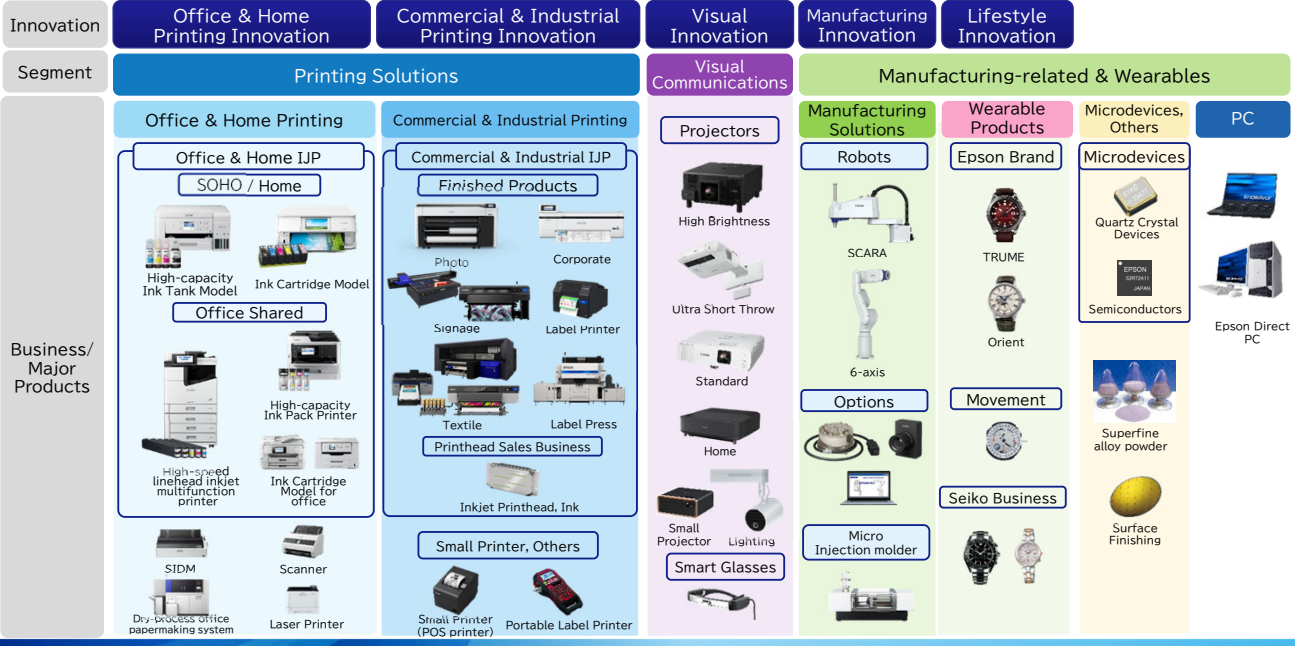 Innovation
Office & Home
Printing Innovation
Commercial & Industrial
Printing Innovation
Visual
Innovation
Manufacturing
Innovation
Lifestyle
Innovation
Segment
Printing Solutions
Visual
Communications
Manufacturing-related & Wearables
Business/
Major
Products
Office & Home Printing
Office & Home IJP
SOHO / Home
High-capacity
Ink Tank Model
Ink Cartridge Model
Office Shared
High-capacity
Ink Pack Printer
High-speed
linehead inkjet
multifunction
printer
Ink Cartridge
Model for
office
SIDM
Scanner
Dry-process office
papermaking system
Laser Printer
Commercial & Industrial Printing
Commercial & Industrial IJP
Finished Products
Photo
Corporate
Signage
Label Printer
Textile
Label Press
Printhead Sales Business
Inkjet Printhead, Ink
Small Printer, Others
Small Printer
(POS printer)
Portable Label Printer
Projectors
High Brightness
Ultra Short Throw
Standard
Home
Small
Projector
Lighting
Smart Glasses
Manufacturing
Solutions
Robots
SCARA
6-axis
Options
Micro
Injection molder
Wearable
Products
Epson Brand
TRUME
Orient
Movement
Seiko Business
Microdevices,
Others
Microdevices
Quartz Crystal
Devices
EPSON
S2R72A11
JAPAN
Semiconductors
Superfine
alloy powder
Surface
Finishing
PC
Endeavor
Epson Direct
PC